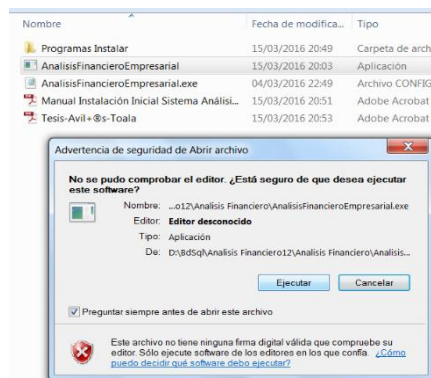 Nombre Fecha de modifica... Tipo
Programas Instalar 15/03/2016 20:49 Carpeta de arch
AnalisisFinancieroEmpresarial 15/03/2016 20:03 Aplicación
AnalisisFinancieroEmpresarial.exe 04/03/2016 22:49 Archivo CONFIG
Manual Instalación Inicial Sistema Análisi... 15/03/2016 20:51 Adobe Acrobat
Tesis-Avil+®s-Toala 15/03/2016 20:53 Adobe Acrobat
Advertencia de seguridad de Abrir archivo
No se pudo comprobar el editor. ¿Está seguro de que desea ejecutar
este software?
Nombre: ...o12\Analisis Financiero\AnalisisFinancieroEmpresarial.exe
Editor: Editor desconocido
Tipo: Aplicación
De: D:\BdSql\Analisis Financiero12\Analisis Financiero\Analisis...
Ejecutar Cancelar
Preguntar siempre antes de abrir este archivo
Este archivo no tiene ninguna firma digital válida que compruebe su
editor. Sólo ejecute software de los editores en los que confía. ¿Cómo
puedo decidir qué software debo ejecutar?